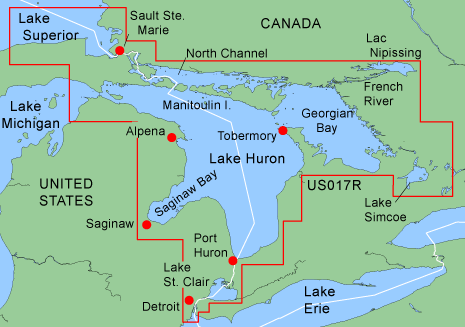 Lake
Superior
Sault Ste.
Marie
CANADA
North Channel
Lac
Nipissing
French
River
Lake
Michigan
Manitoulin I.
Georgian
Bay
Alpena
Tobermory
Lake Huron
UNITED
STATES
Saginaw Bay
US017R
Lake
Simcoe
Saginaw
Port
Huron
Lake
St. Clair
Detroit
Lake
Erie